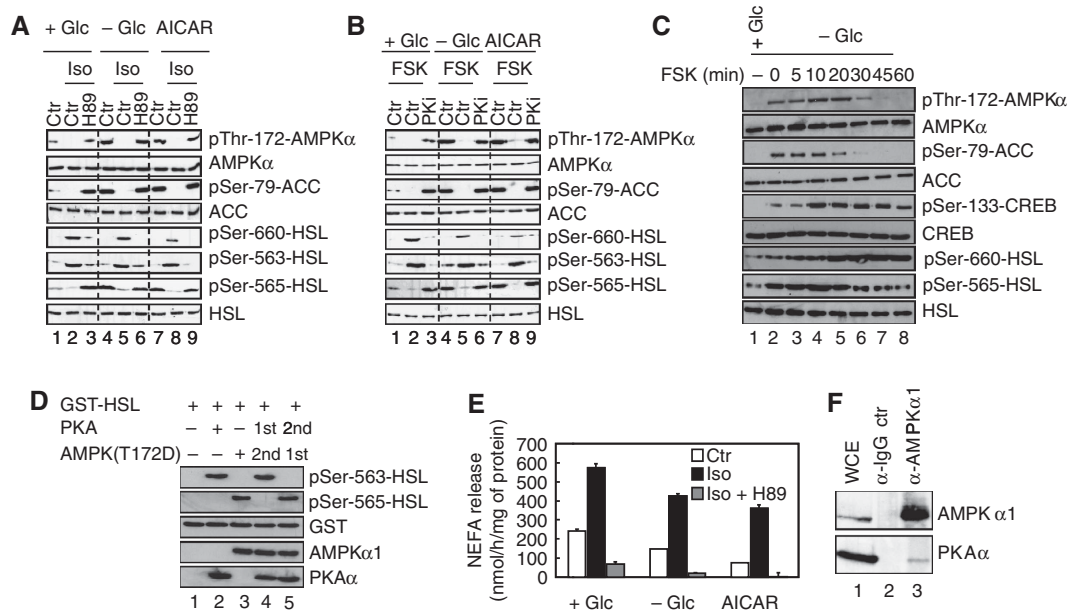 A
+ Glc – Glc AICAR
Iso Iso Iso
Ctr Ctr H89 Ctr Ctr H89 Ctr Ctr H89
pThr-172-AMPKα
AMPKα
pSer-79-ACC
ACC
pSer-660-HSL
pSer-563-HSL
pSer-565-HSL
HSL
1 2 3 4 5 6 7 8 9
B
+ Glc – Glc AICAR
FSK FSK FSK
Ctr Ctr PKi Ctr Ctr PKi Ctr Ctr PKi
pThr-172-AMPKα
AMPKα
pSer-79-ACC
ACC
pSer-660-HSL
pSer-563-HSL
pSer-565-HSL
HSL
1 2 3 4 5 6 7 8 9
C
+ Glc – Glc
FSK (min) – 0 5 10 20 30 45 60
pThr-172-AMPKα
AMPKα
pSer-79-ACC
ACC
pSer-133-CREB
CREB
pSer-660-HSL
pSer-565-HSL
HSL
1 2 3 4 5 6 7 8
D
GST-HSL + + + + +
PKA – + – 1st 2nd
AMPK(T172D) – – + 2nd 1st
pSer-563-HSL
pSer-565-HSL
GST
AMPKα1
PKAα
1 2 3 4 5
E
NEFA release
(nmol/h/mg of protein)
700
600
500
400
300
200
100
0
Ctr
Iso
Iso + H89
+ Glc – Glc AICAR
F
WCE α-IgG ctr α-AMPKα1
AMPK α1
PKAα
1 2 3